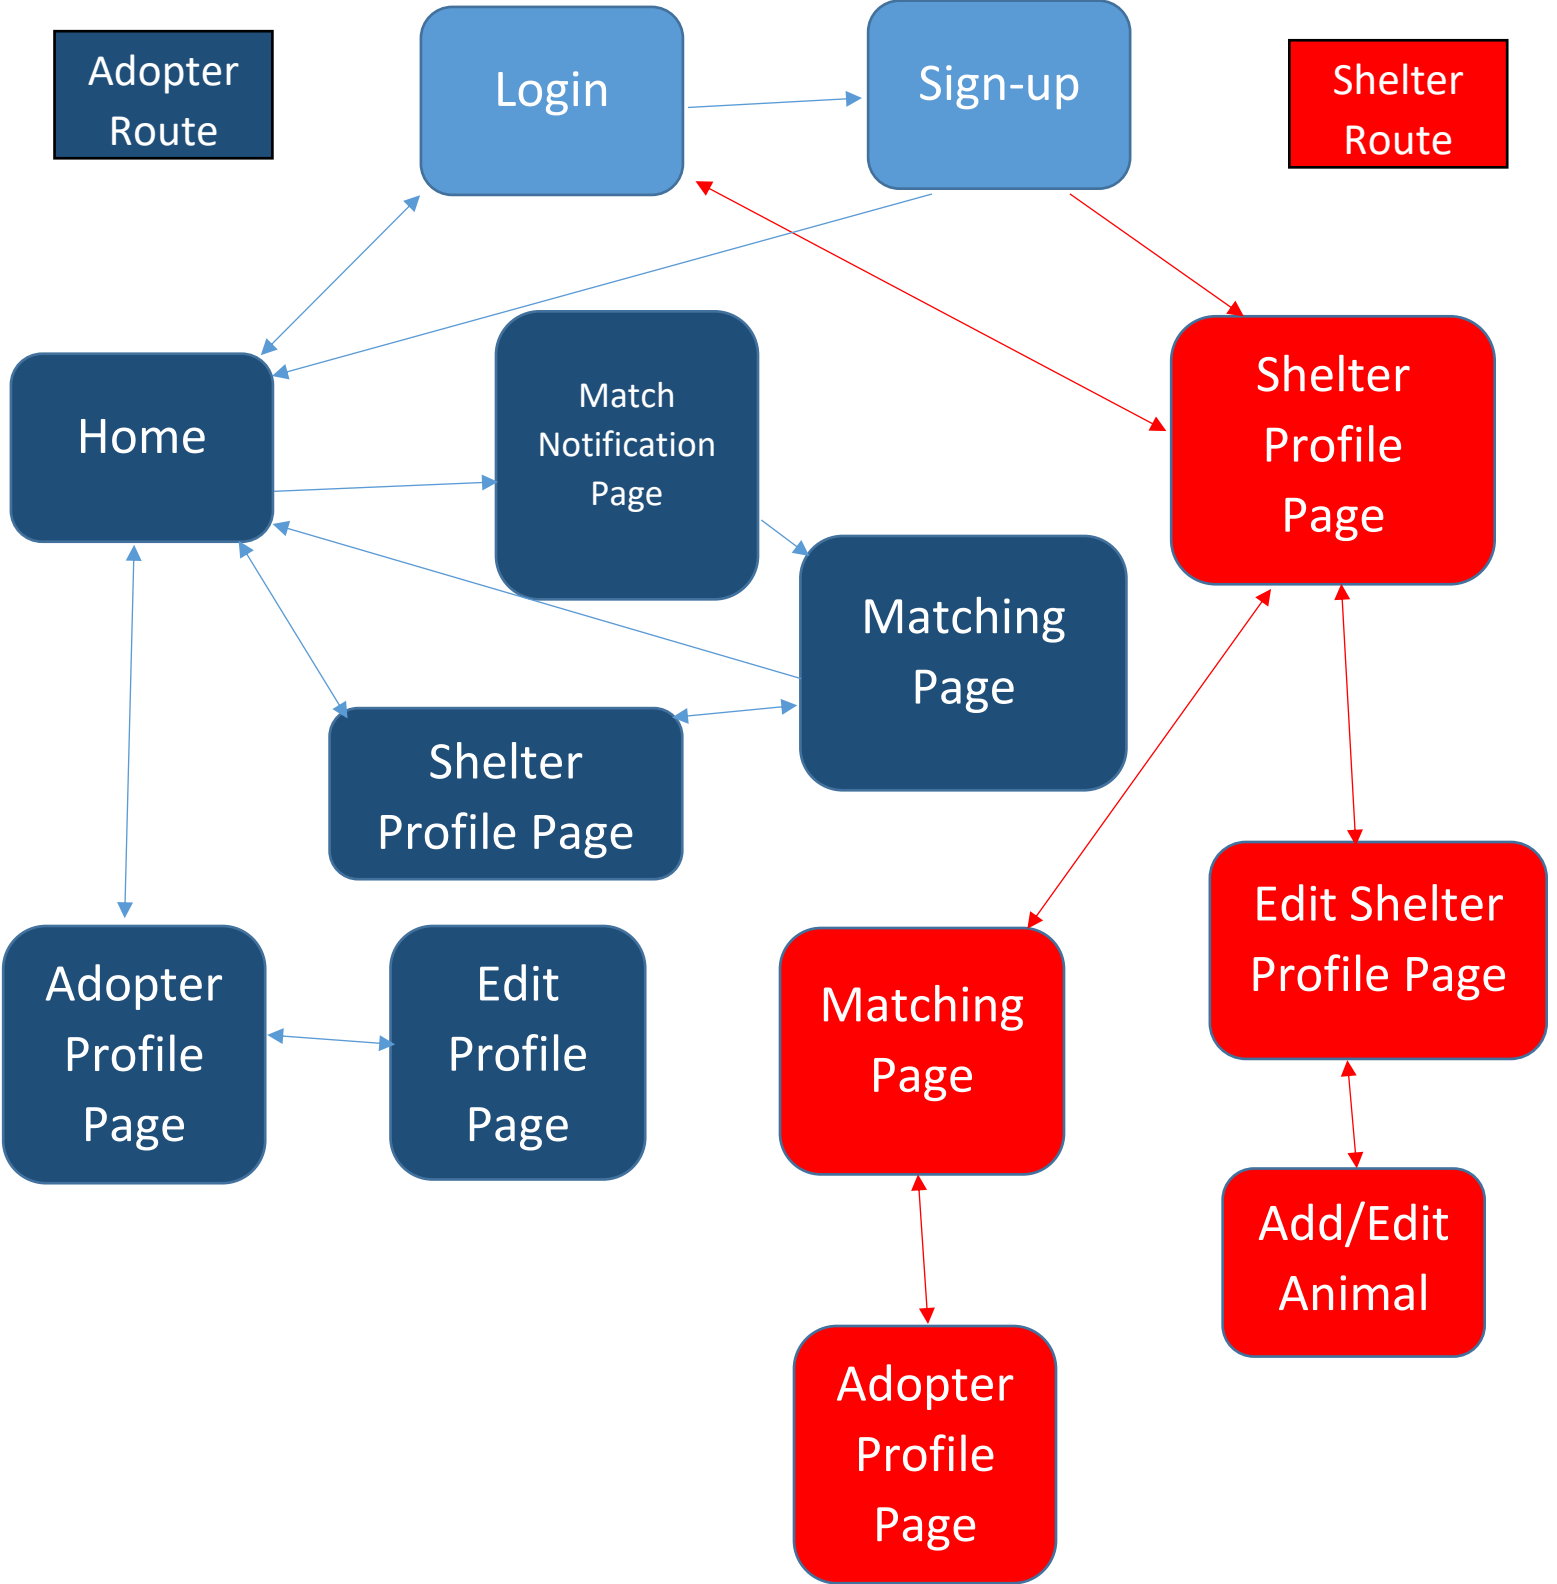 Adopter
Route
Login
Sign-up
Shelter
Route
Home
Match
Notification
Page
Shelter
Profile
Page
Matching
Page
Shelter
Profile Page
Edit Shelter
Profile Page
Adopter
Profile
Page
Edit
Profile
Page
Matching
Page
Add/Edit
Animal
Adopter
Profile
Page